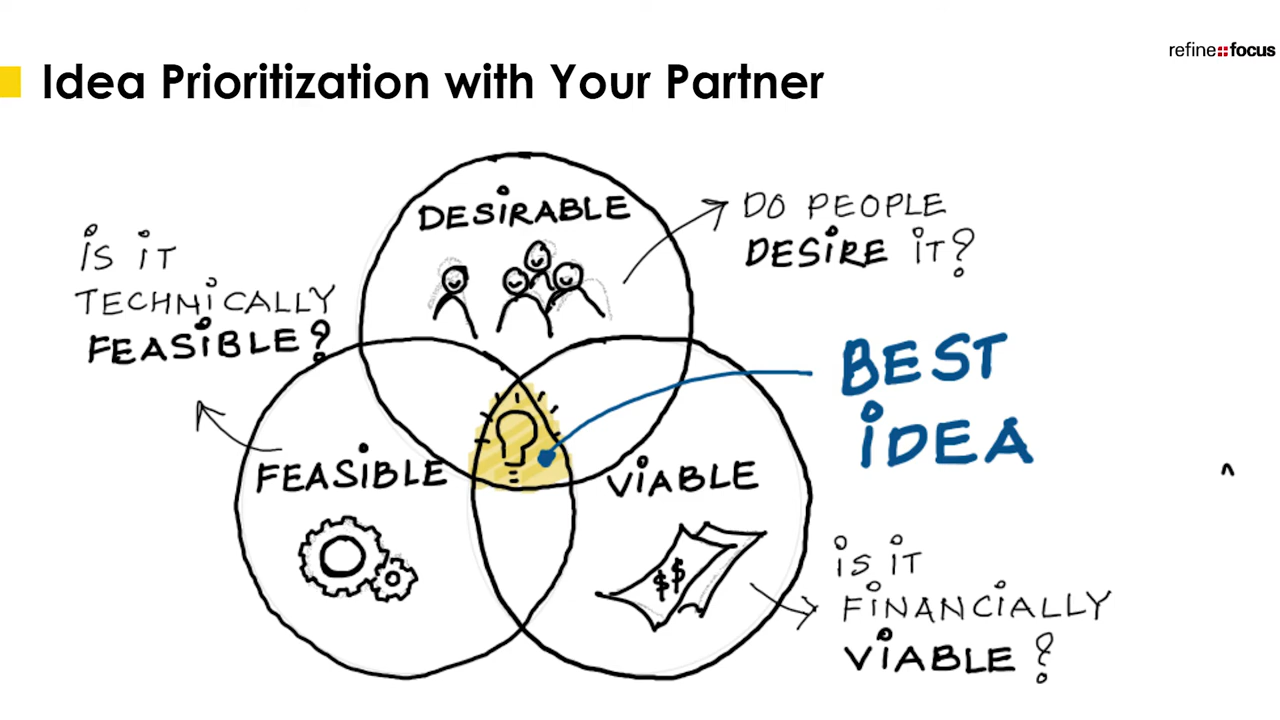 refine focus
Idea Prioritization with Your Partner
DESiRABLE
DO PEOPLE
DESiRE iT?
iS iT
TECHNiCALLY
FEASiBLE?
BEST
iDEA
FEASiBLE
ViABLE
$$
iS iT
FiNANCiALLY
ViABLE?